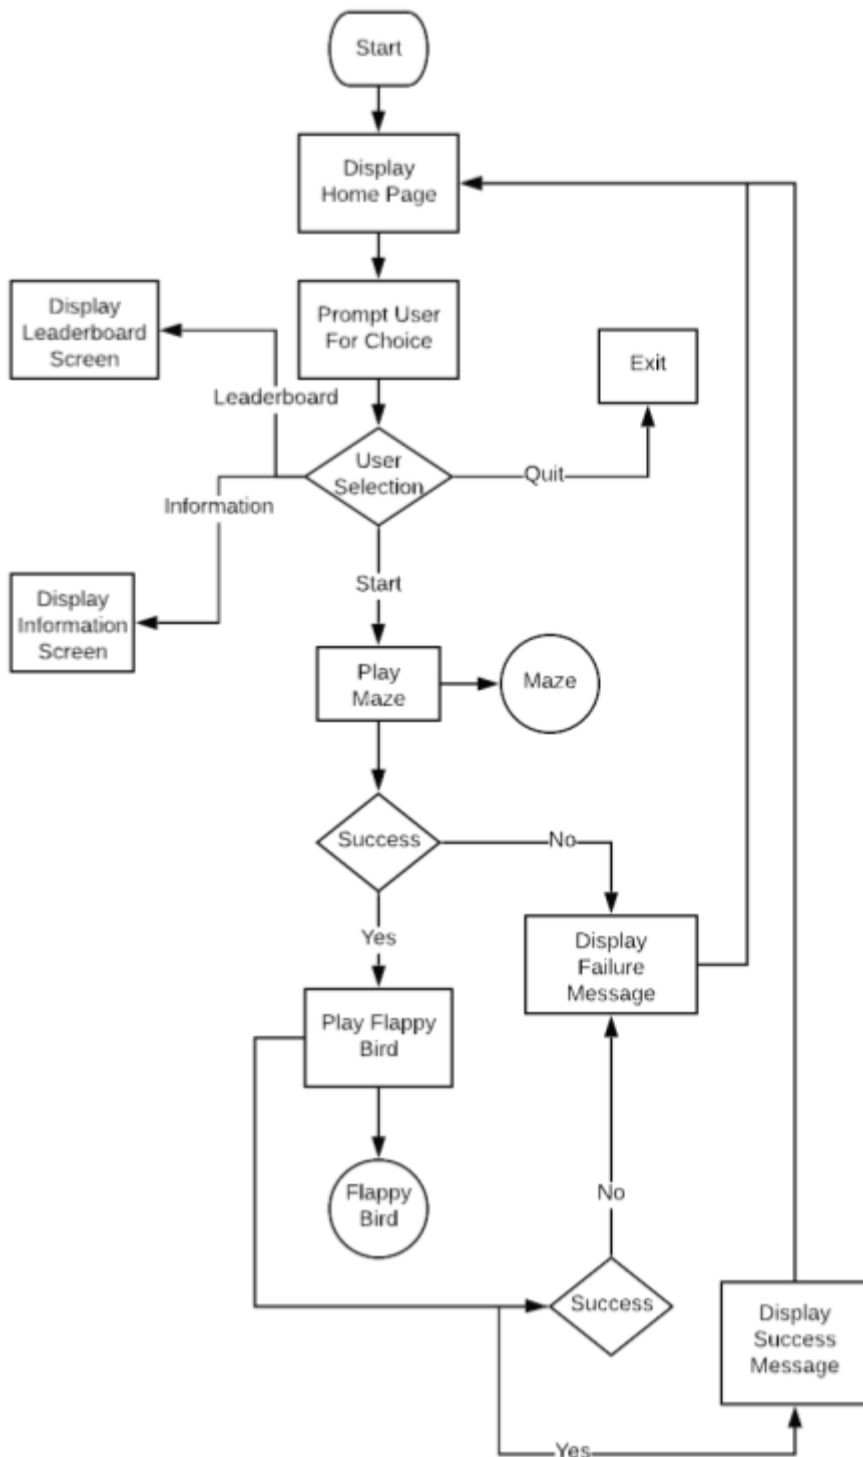 Start
Display
Home Page
Prompt User
For Choice
Display
Leaderboard
Screen
Exit
Leaderboard
User
Selection
Quit
Information
Start
Display
Information
Screen
Play
Maze
Maze
Success
No
Yes
Display
Failure
Message
Play Flappy
Bird
Flappy
Bird
No
Success
Display
Success
Message
Yes